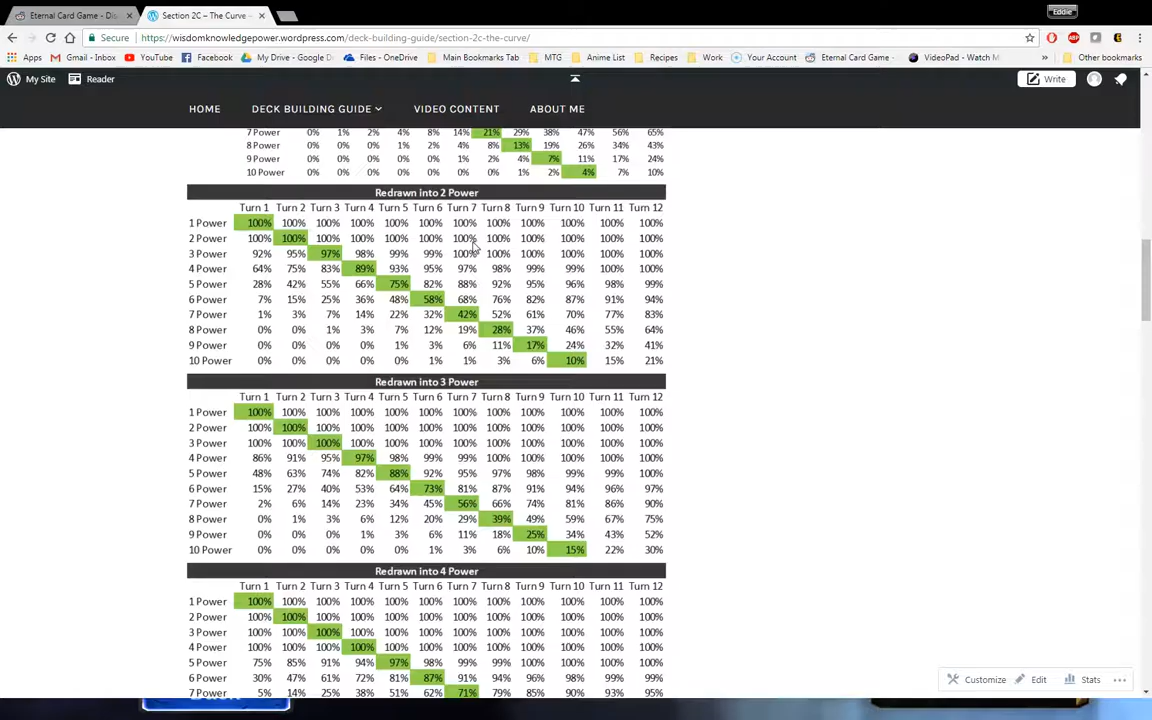 Eternal Card Game - Dis
Section 2C – The Curve –
Eddie
Secure
https://wisdomknowledgepower.wordpress.com/deck-building-guide/section-2c-the-curve/
Apps Gmail - Inbox YouTube Facebook My Drive - Google D Files - OneDrive Main Bookmarks Tab MTG Anime List Recipes Work Your Account Eternal Card Game - VideoPad - Watch M Other bookmarks
My Site Reader Write
HOME DECK BUILDING GUIDE VIDEO CONTENT ABOUT ME
7 Power 0% 1% 2% 4% 8% 14% 21% 29% 38% 47% 56% 65%
8 Power 0% 0% 0% 1% 2% 4% 8% 13% 19% 26% 34% 43%
9 Power 0% 0% 0% 0% 0% 1% 2% 4% 7% 11% 17% 24%
10 Power 0% 0% 0% 0% 0% 0% 0% 1% 2% 4% 7% 10%
Redrawn into 2 Power
Turn 1 Turn 2 Turn 3 Turn 4 Turn 5 Turn 6 Turn 7 Turn 8 Turn 9 Turn 10 Turn 11 Turn 12
1 Power 100% 100% 100% 100% 100% 100% 100% 100% 100% 100% 100% 100%
2 Power 100% 100% 100% 100% 100% 100% 100% 100% 100% 100% 100% 100%
3 Power 92% 95% 97% 98% 99% 99% 100% 100% 100% 100% 100% 100%
4 Power 64% 75% 83% 89% 93% 95% 97% 98% 99% 99% 100% 100%
5 Power 28% 42% 55% 66% 75% 82% 88% 92% 95% 96% 98% 99%
6 Power 7% 15% 25% 36% 48% 58% 68% 76% 82% 87% 91% 94%
7 Power 1% 3% 7% 14% 22% 32% 42% 52% 61% 70% 77% 83%
8 Power 0% 0% 1% 3% 7% 12% 19% 28% 37% 46% 55% 64%
9 Power 0% 0% 0% 0% 1% 3% 6% 11% 17% 24% 32% 41%
10 Power 0% 0% 0% 0% 0% 1% 1% 3% 6% 10% 15% 21%
Redrawn into 3 Power
Turn 1 Turn 2 Turn 3 Turn 4 Turn 5 Turn 6 Turn 7 Turn 8 Turn 9 Turn 10 Turn 11 Turn 12
1 Power 100% 100% 100% 100% 100% 100% 100% 100% 100% 100% 100% 100%
2 Power 100% 100% 100% 100% 100% 100% 100% 100% 100% 100% 100% 100%
3 Power 100% 100% 100% 100% 100% 100% 100% 100% 100% 100% 100% 100%
4 Power 86% 91% 95% 97% 98% 99% 99% 100% 100% 100% 100% 100%
5 Power 48% 63% 74% 82% 88% 92% 95% 97% 98% 99% 99% 100%
6 Power 15% 27% 40% 53% 64% 73% 81% 87% 91% 94% 96% 97%
7 Power 2% 6% 14% 23% 34% 45% 56% 66% 74% 81% 86% 90%
8 Power 0% 1% 3% 6% 12% 20% 29% 39% 49% 59% 67% 75%
9 Power 0% 0% 0% 1% 3% 6% 11% 18% 25% 34% 43% 52%
10 Power 0% 0% 0% 0% 0% 1% 3% 6% 10% 15% 22% 30%
Redrawn into 4 Power
Turn 1 Turn 2 Turn 3 Turn 4 Turn 5 Turn 6 Turn 7 Turn 8 Turn 9 Turn 10 Turn 11 Turn 12
1 Power 100% 100% 100% 100% 100% 100% 100% 100% 100% 100% 100% 100%
2 Power 100% 100% 100% 100% 100% 100% 100% 100% 100% 100% 100% 100%
3 Power 100% 100% 100% 100% 100% 100% 100% 100% 100% 100% 100% 100%
4 Power 100% 100% 100% 100% 100% 100% 100% 100% 100% 100% 100% 100%
5 Power 75% 85% 91% 94% 97% 98% 99% 99% 100% 100% 100% 100%
6 Power 30% 47% 61% 72% 81% 87% 91% 94% 96% 98% 99% 99%
7 Power 5% 14% 25% 38% 51% 62% 71% 79% 85% 90% 93% 95%
Customize Edit Stats